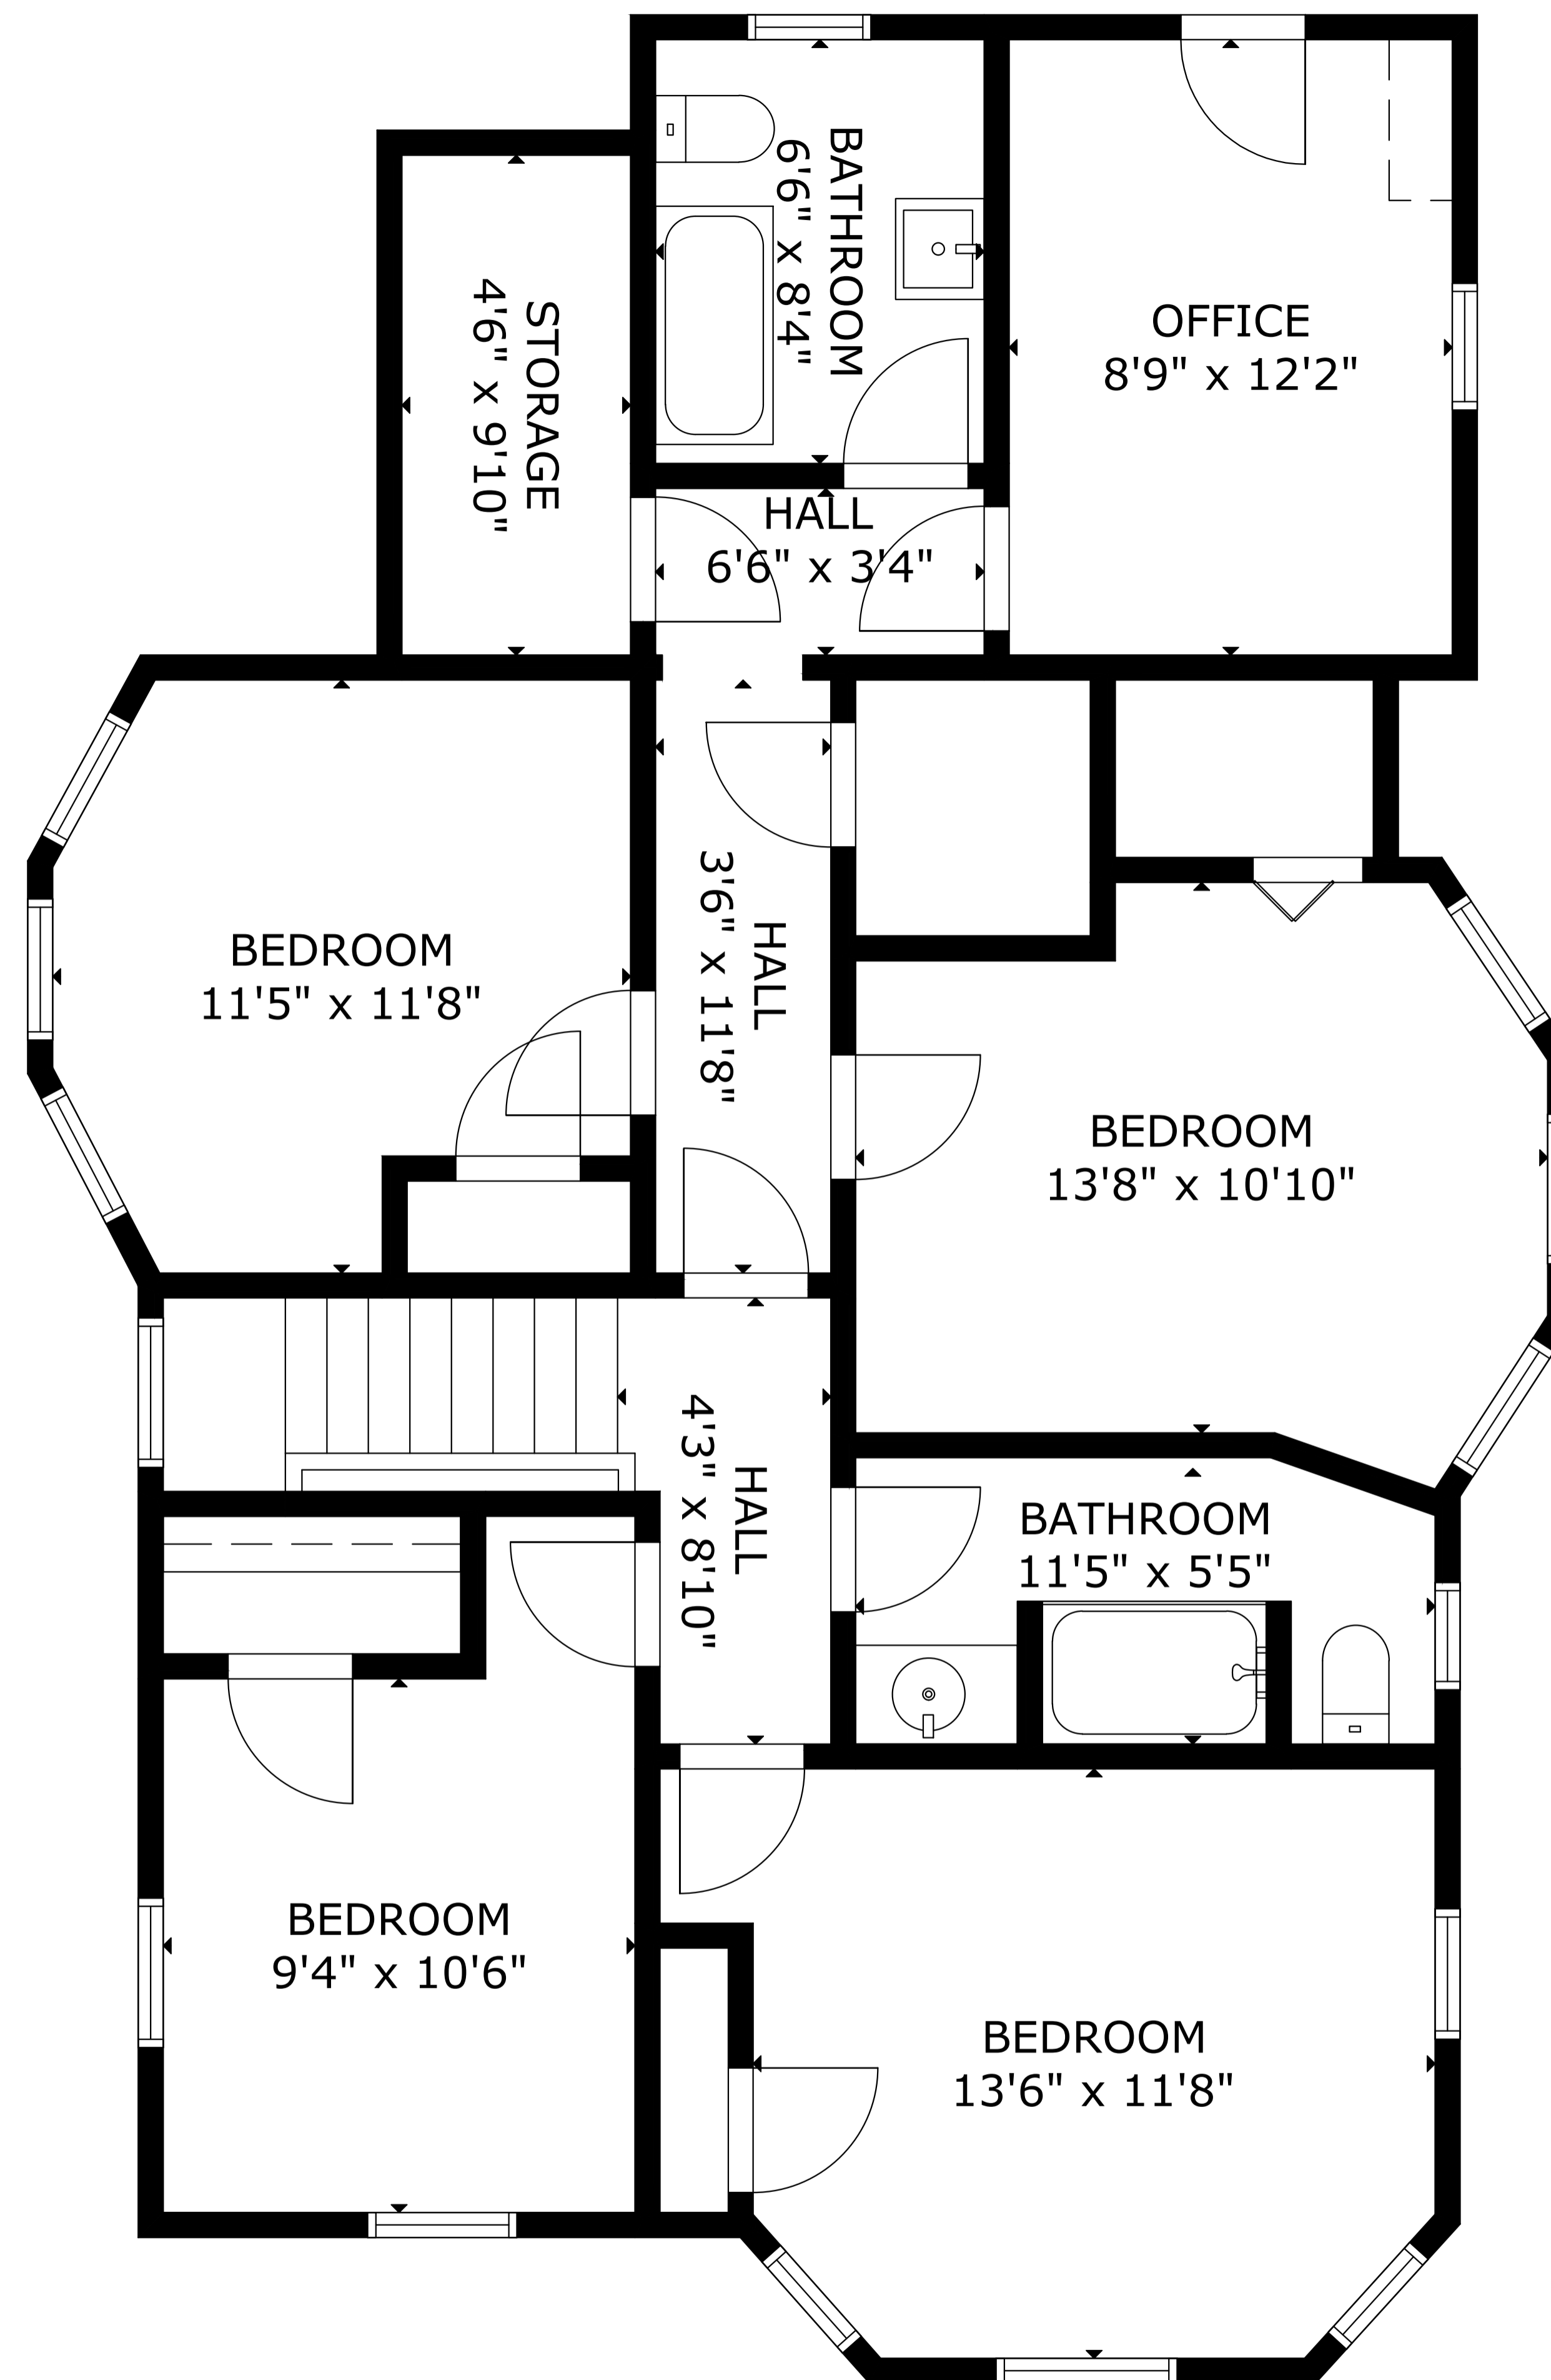 BATHROOM
6'6" x 8'4"
OFFICE
8'9" x 12'2"
STORAGE
4'6" x 9'10"
HALL
6'6" x 3'4"
BEDROOM
11'5" x 11'8"
HALL
3'6" x 11'8"
BEDROOM
13'8" x 10'10"
HALL
4'3" x 8'10"
BATHROOM
11'5" x 5'5"
BEDROOM
9'4" x 10'6"
BEDROOM
13'6" x 11'8"